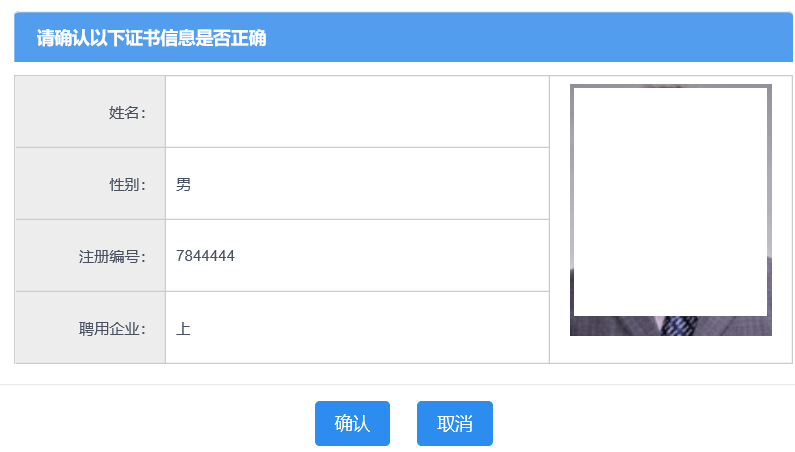 请确认以下证书信息是否正确
姓名：
性别： 男
注册编号： 7844444
聘用企业： 上
确认 取消